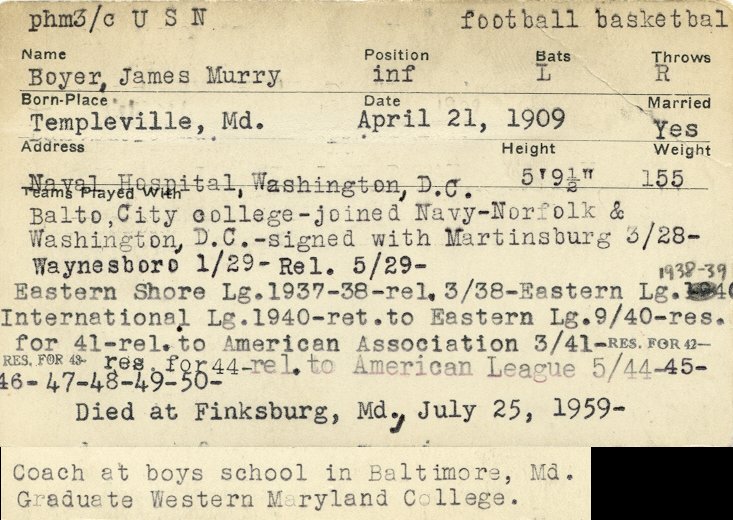 phm3/c U S N football basketbal
Name Position Bats Throws
Boyer, James Murry inf L R
Born-Place Date Married
Templeville, Md. April 21, 1909 Yes
Address Height Weight
Naval Hospital, Washington, D.C. 5'9½" 155
Teams Played With
Balto, City college-joined Navy-Norfolk &
Washington, D.C.-signed with Martinsburg 3/28-
Waynesboro 1/29-Rel. 5/29-
1938-39
Eastern Shore Lg.1937-38-rel. 3/38-Eastern Lg.
International Lg.1940-ret.to Eastern Lg.9/40-res.
for 41-rel.to American Association 3/41-RES. FOR 42-
RES. FOR 43- res. for 44-rel.to American League 5/44-45-
46-47-48-49-50-
Died at Finksburg, Md., July 25, 1959-
Coach at boys school in Baltimore, Md.
Graduate Western Maryland College.